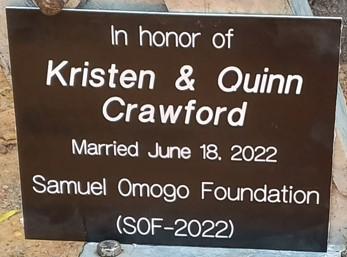 In honor of
Kristen & Quinn
Crawford
Married June 18, 2022
Samuel Omogo Foundation
(SOF-2022)